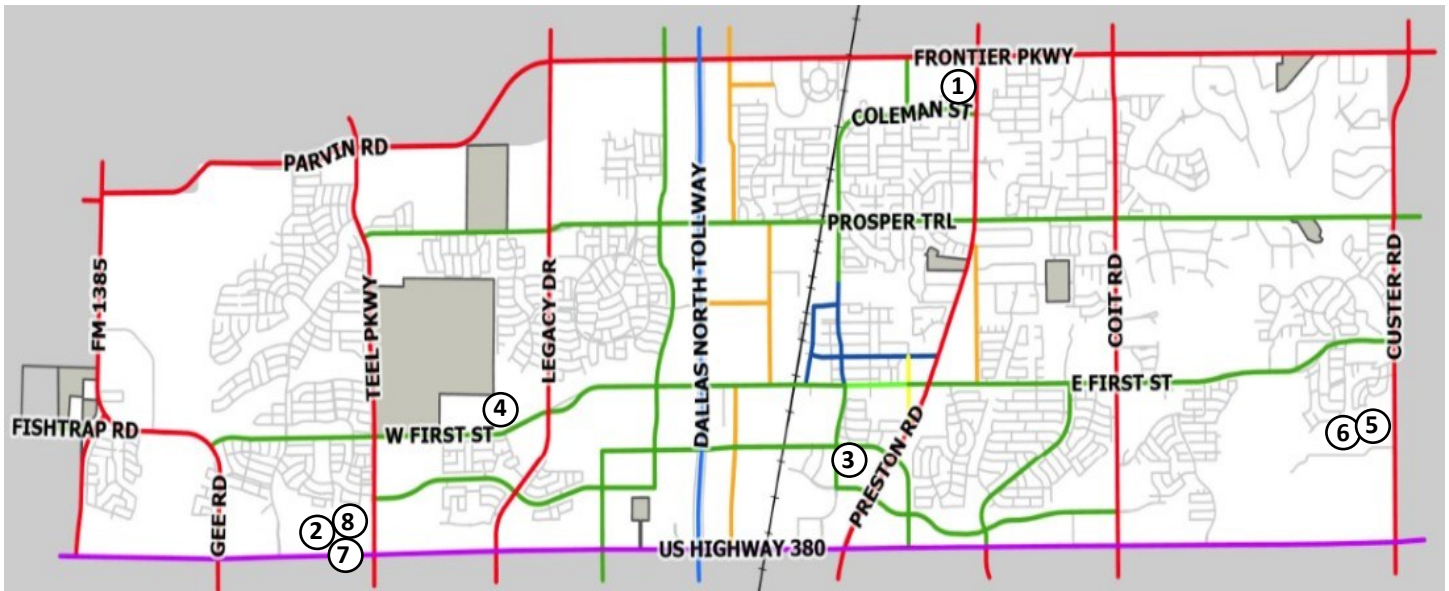 FRONTIER PKWY
1
COLEMAN ST
PARVIN RD
DALLAS NORTH TOLLWAY
PROSPER TRL
FM 1385
TEEL PKWY
LEGACY DR
COIT RD
CUSTER RD
E FIRST ST
4
FISHTRAP RD
W FIRST ST
PRESTON RD
6
5
3
GEE RD
2
8
7
US HIGHWAY 380